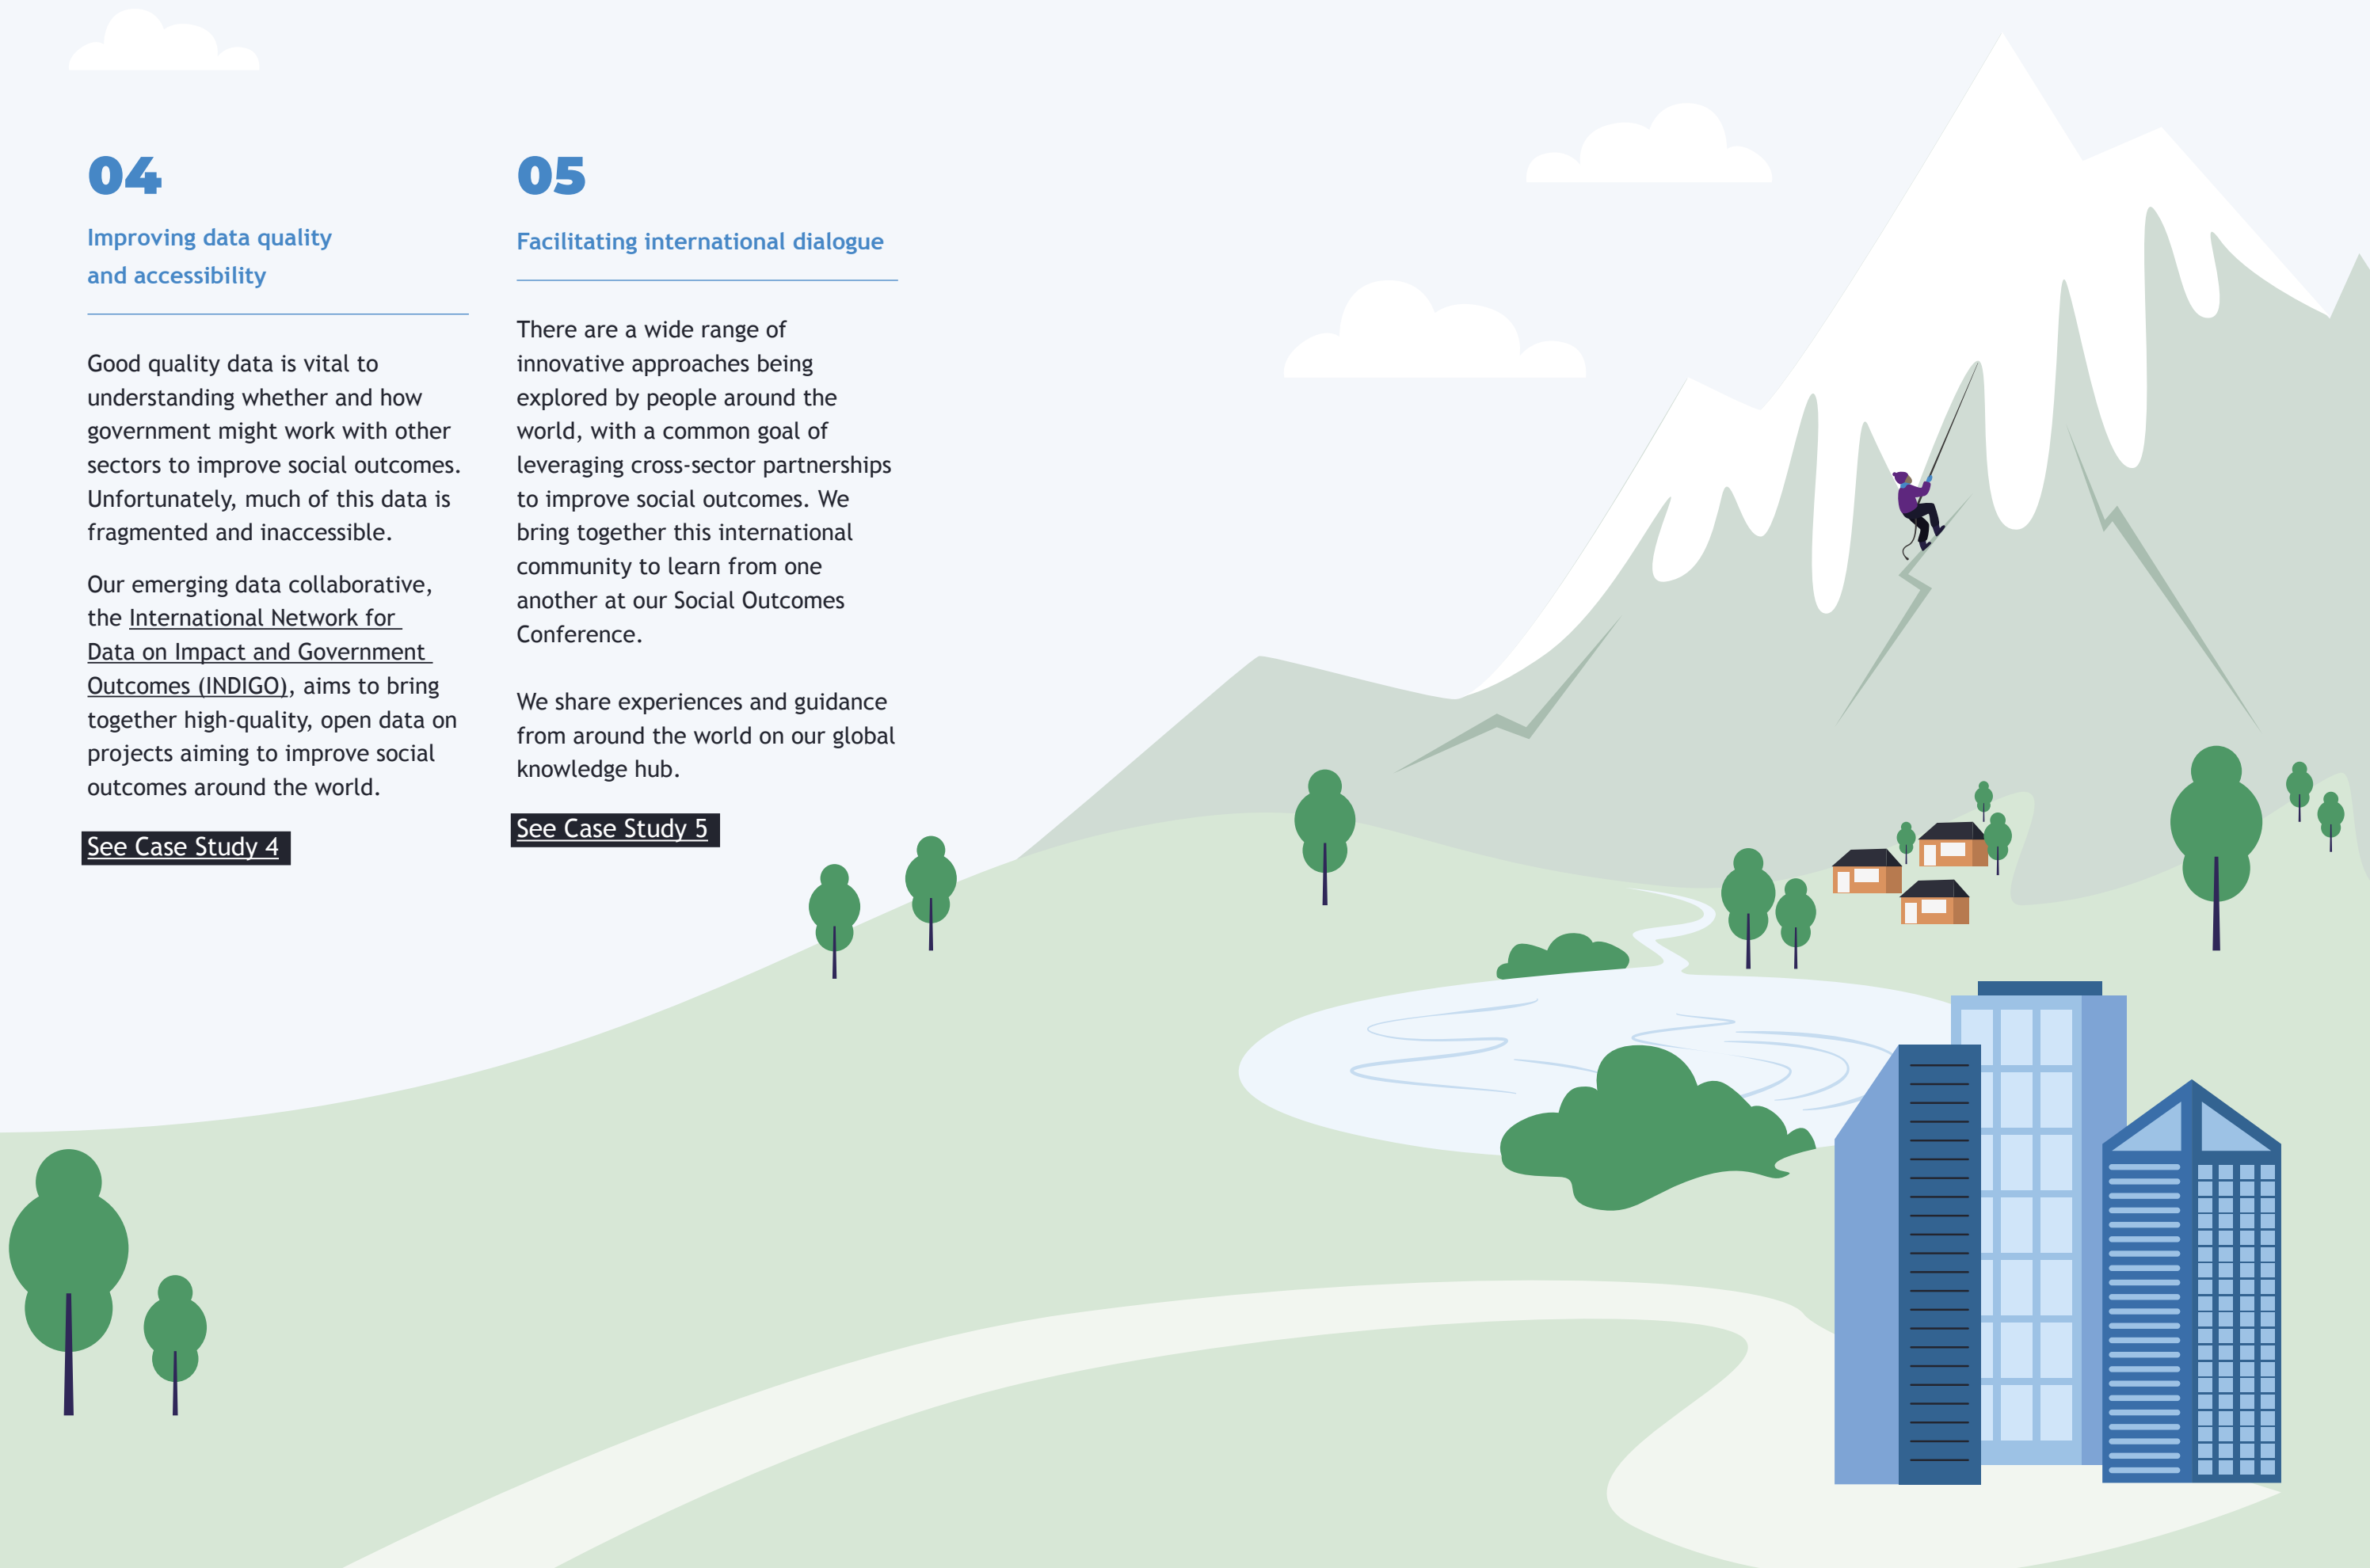 04
Improving data quality
and accessibility
Good quality data is vital to
understanding whether and how
government might work with other
sectors to improve social outcomes.
Unfortunately, much of this data is
fragmented and inaccessible.
Our emerging data collaborative,
the International Network for
Data on Impact and Government
Outcomes (INDIGO), aims to bring
together high-quality, open data on
projects aiming to improve social
outcomes around the world.
See Case Study 4
05
Facilitating international dialogue
There are a wide range of
innovative approaches being
explored by people around the
world, with a common goal of
leveraging cross-sector partnerships
to improve social outcomes. We
bring together this international
community to learn from one
another at our Social Outcomes
Conference.
We share experiences and guidance
from around the world on our global
knowledge hub.
See Case Study 5